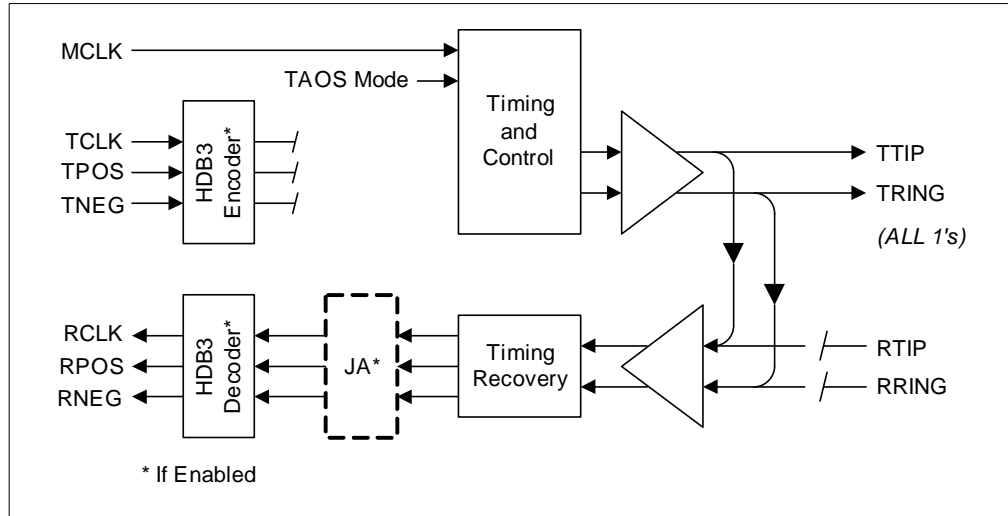 MCLK
TAOS Mode
Timing
and
Control
TCLK
TPOS
TNEG
HDB3
Encoder*
TTIP
TRING
(ALL 1's)
RCLK
RPOS
RNEG
HDB3
Decoder*
JA*
Timing
Recovery
RTIP
RRING
* If Enabled